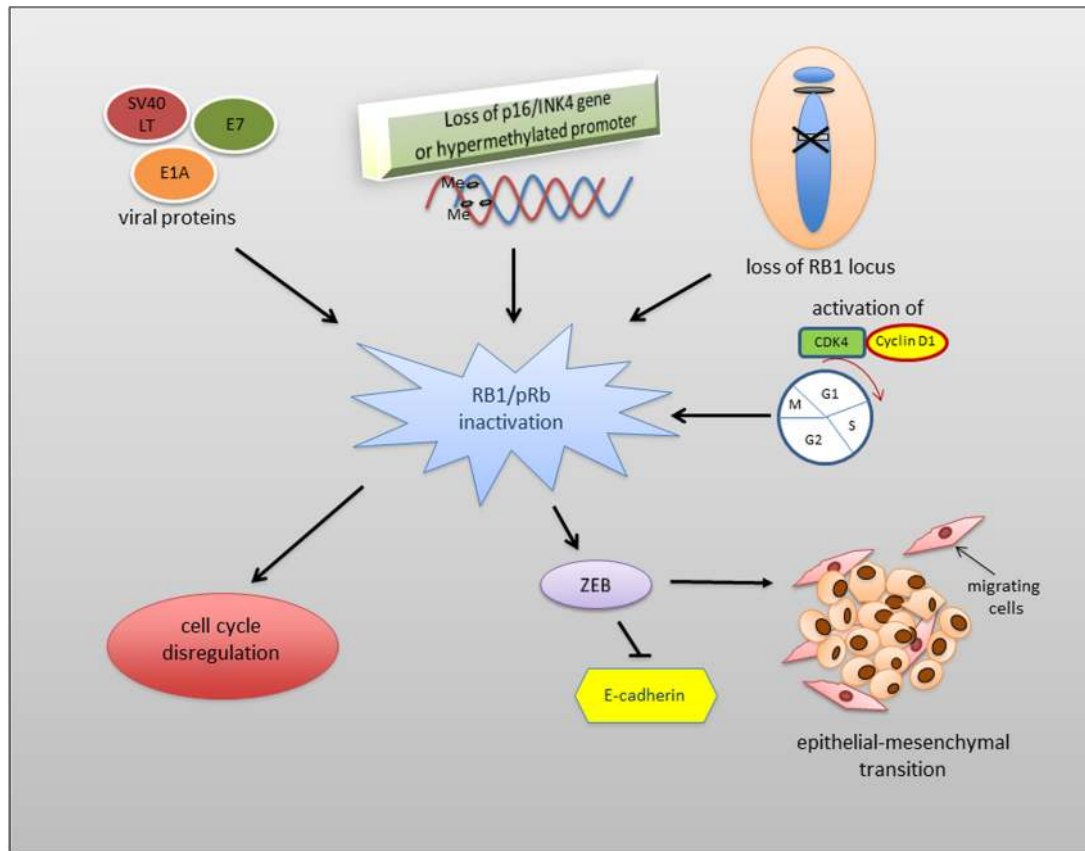 SV40
LT
E7
E1A
viral proteins
Loss of p16/INK4 gene
or hypermethylated promoter
Me
Me
loss of RB1 locus
activation of
CDK4
Cyclin D1
G1
M
S
G2
RB1/pRb
inactivation
ZEB
migrating
cells
cell cycle
disregulation
E-cadherin
epithelial-mesenchymal
transition